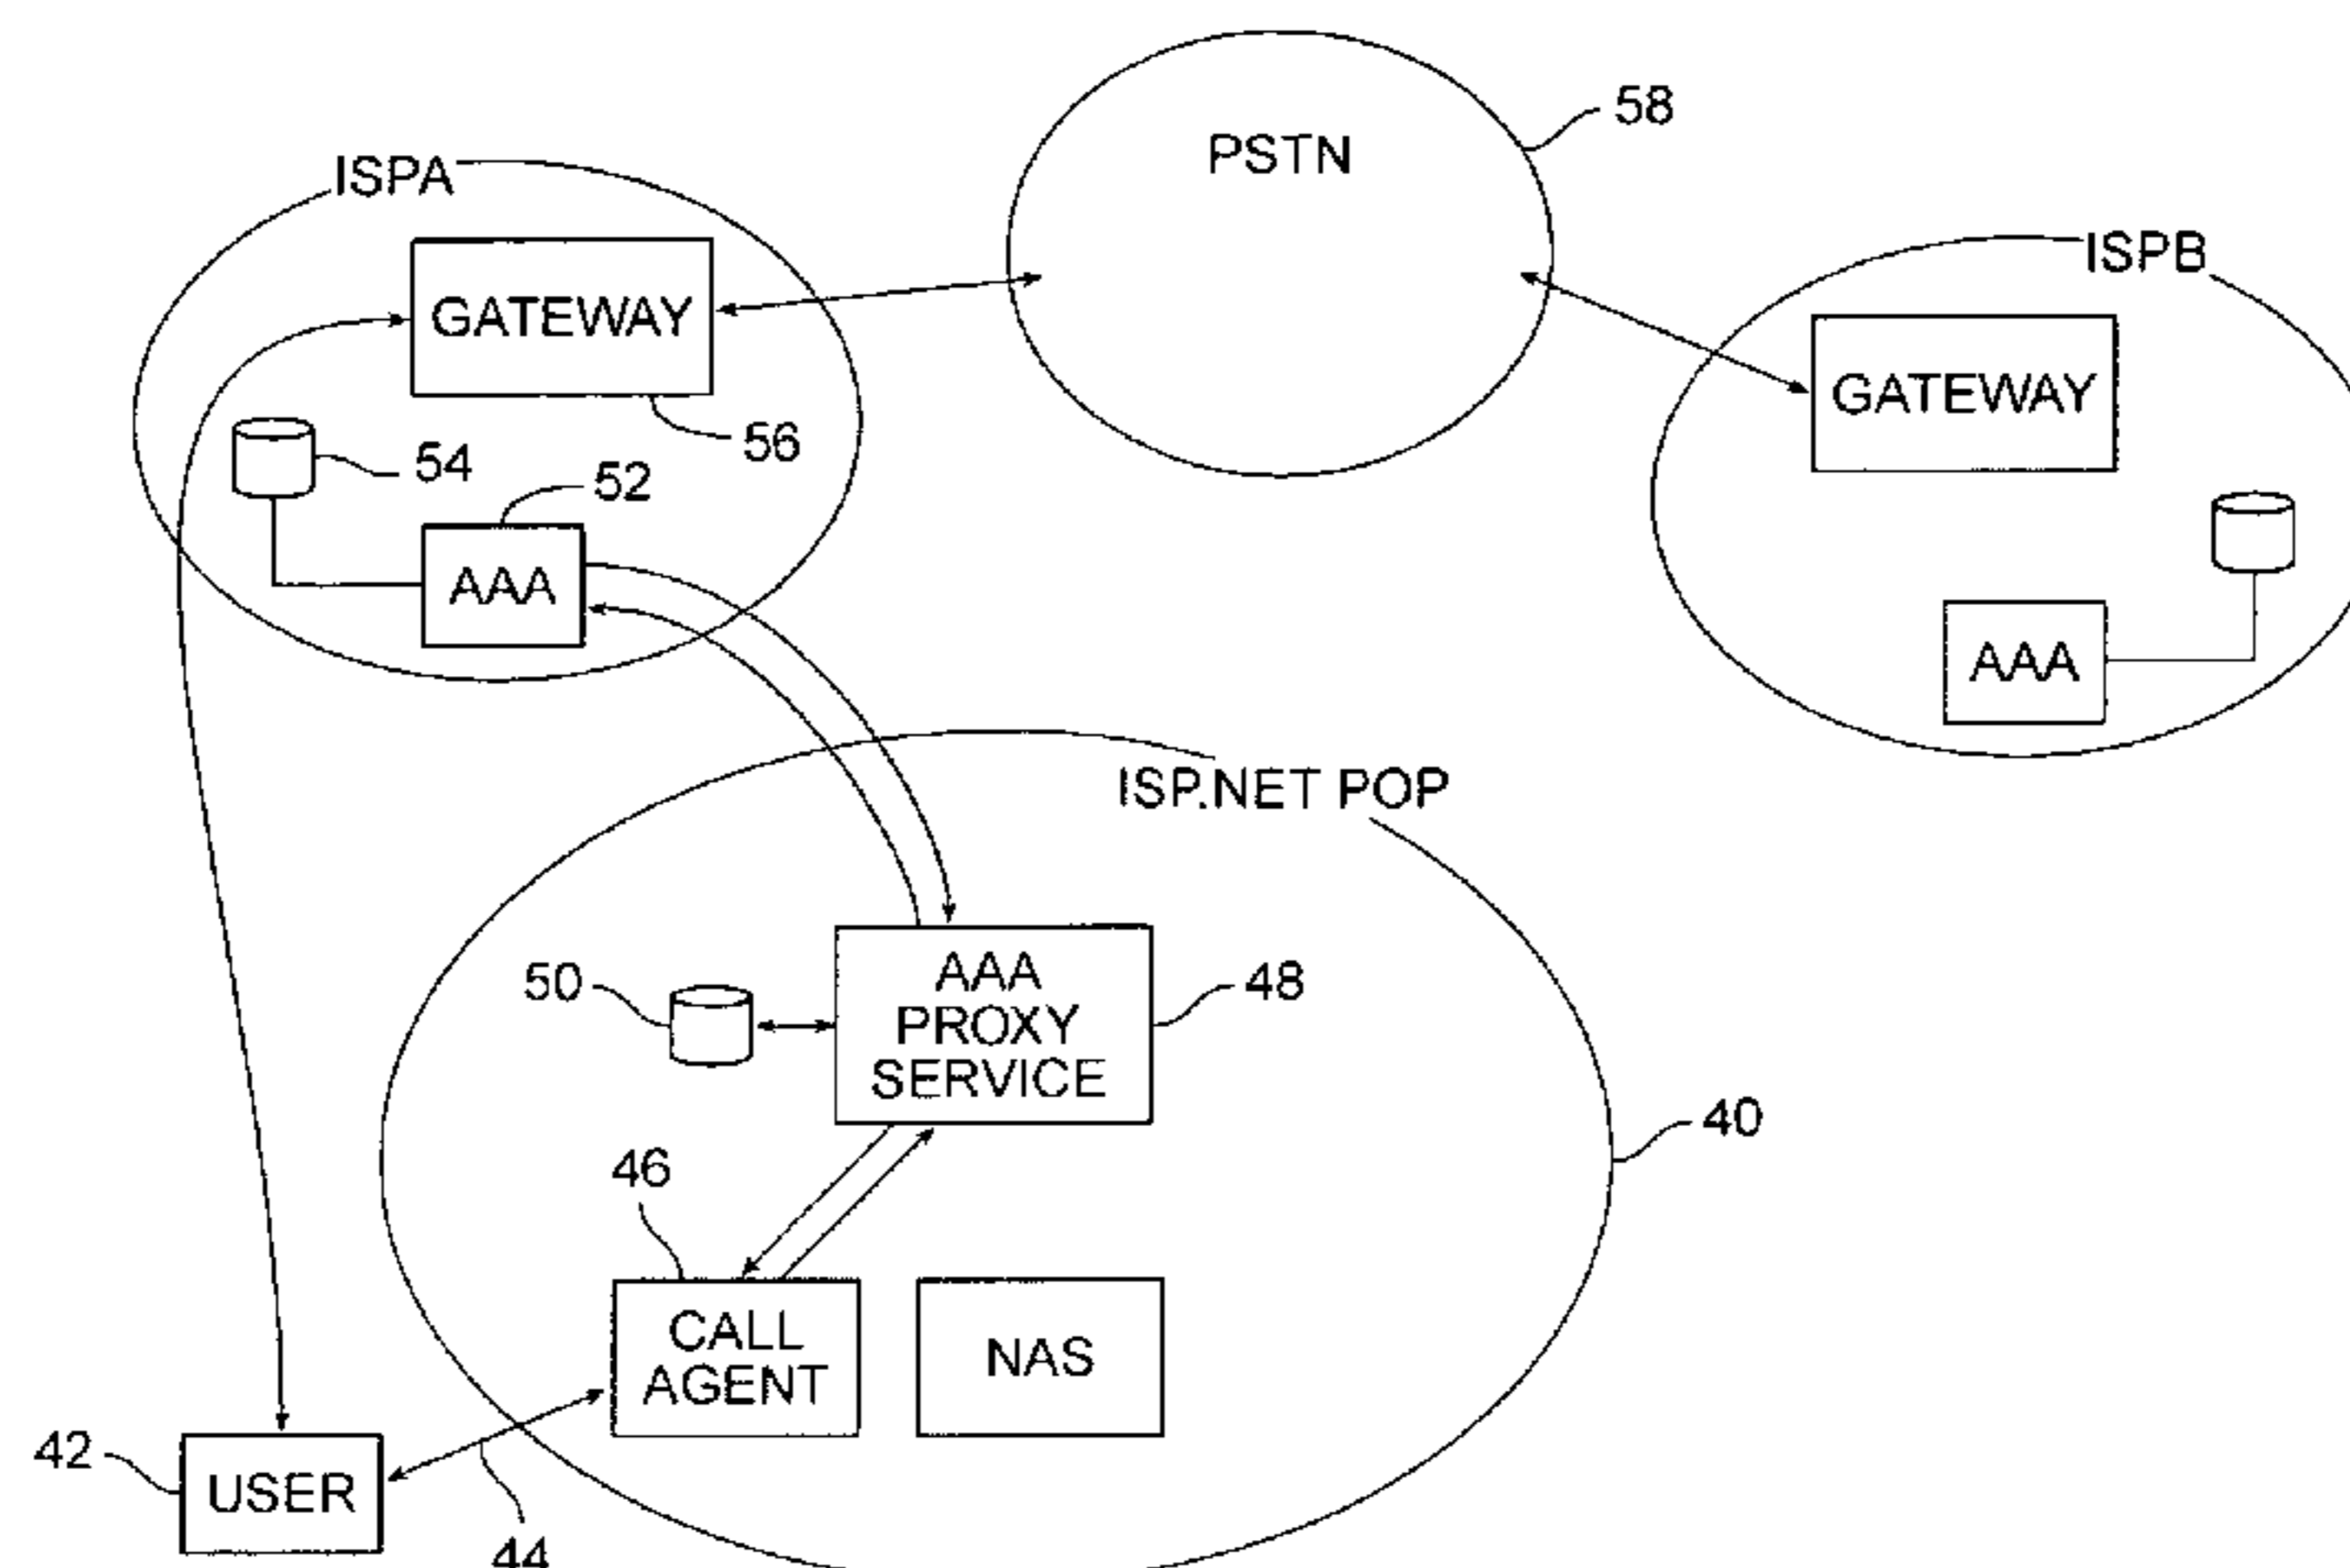 58
PSTN
ISPA
ISPB
GATEWAY
GATEWAY
56
54
52
AAA
AAA
ISP.NET POP
50
AAA
PROXY
SERVICE
48
40
46
CALL
AGENT
NAS
42
USER
44